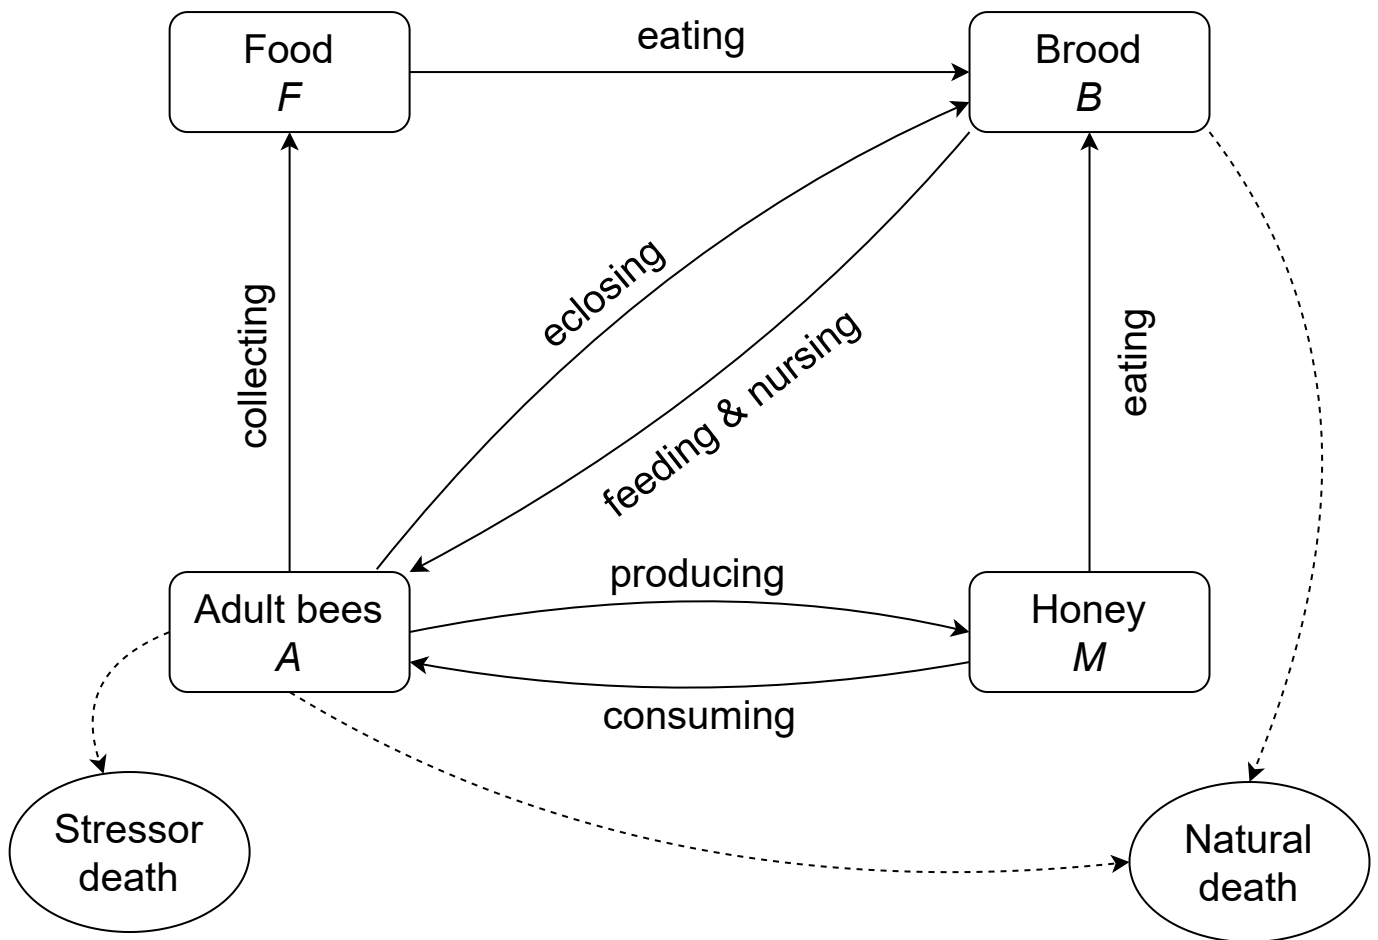 Food
F
eating
Brood
B
eclosing
collecting
feeding & nursing
eating
Adult bees
A
producing
Honey
M
consuming
Stressor
death
Natural
death